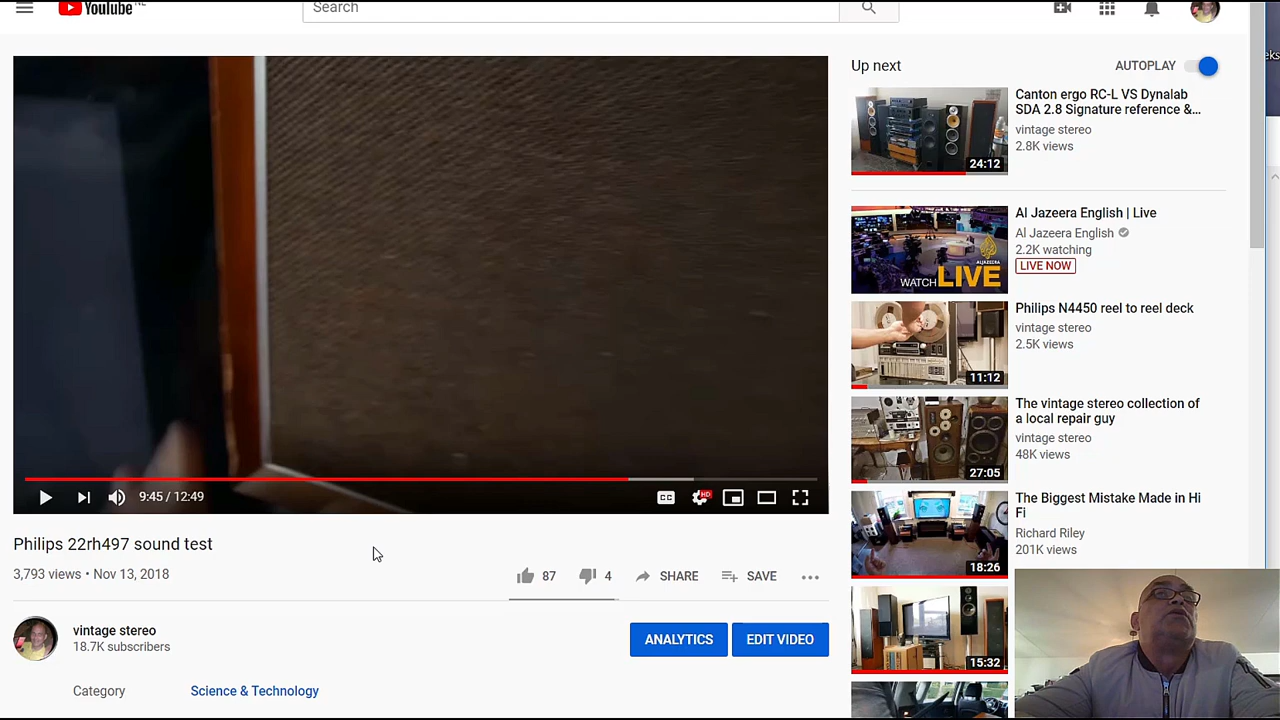 YouTube NL
Search
Up next
AUTOPLAY
Canton ergo RC-L VS Dynalab
SDA 2.8 Signature reference &...
vintage stereo
2.8K views
24:12
Al Jazeera English | Live
Al Jazeera English
2.2K watching
LIVE NOW
ALJAZEERA
WATCH LIVE
Philips N4450 reel to reel deck
vintage stereo
2.5K views
11:12
The vintage stereo collection of
a local repair guy
vintage stereo
48K views
27:05
The Biggest Mistake Made in Hi
Fi
Richard Riley
201K views
18:26
15:32
9:45 / 12:49
CC
HD
Philips 22rh497 sound test
3,793 views • Nov 13, 2018
87
4
SHARE
SAVE
vintage stereo
18.7K subscribers
ANALYTICS
EDIT VIDEO
Category
Science & Technology